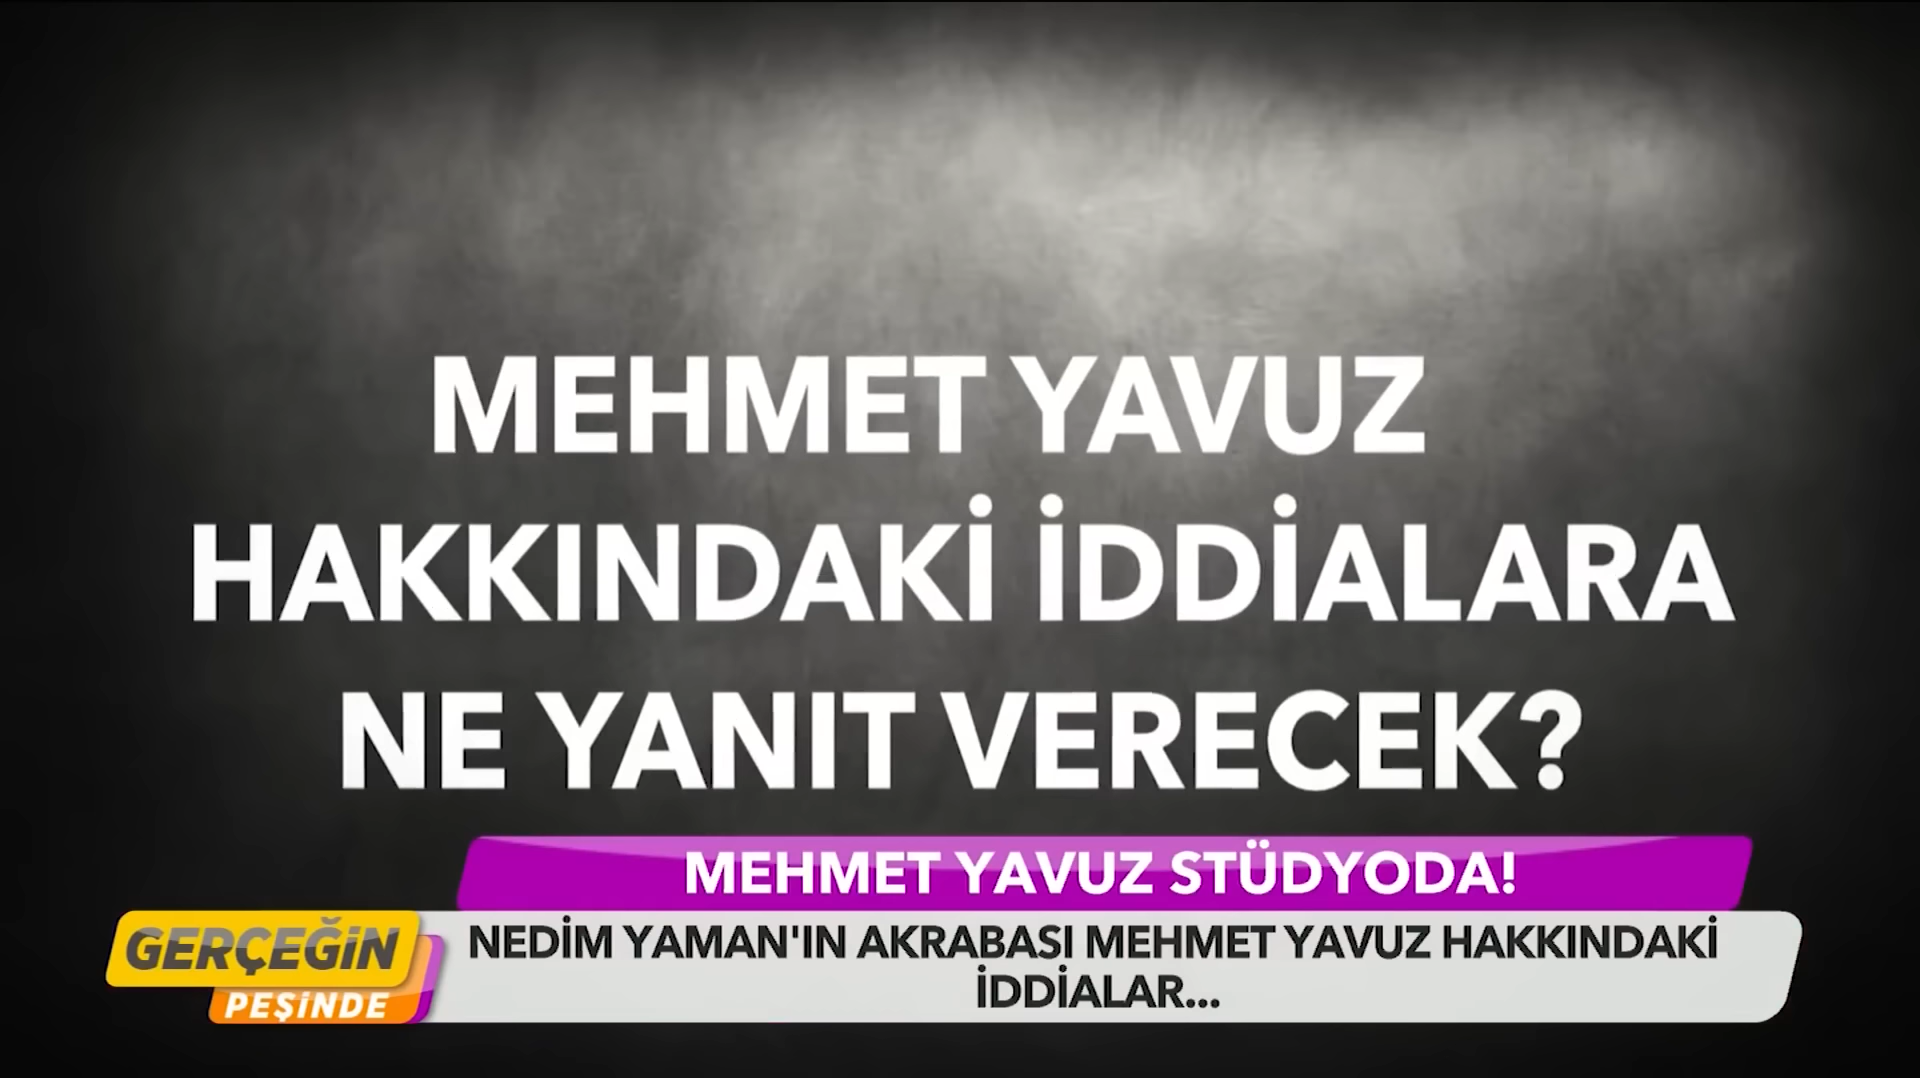 MEHMET YAVUZ
HAKKINDAKİ İDDİALARA
NE YANIT VERECEK?
MEHMET YAVUZ STÜDYODA!
GERÇEĞİN
PEŞİNDE
NEDİM YAMAN'IN AKRABASI MEHMET YAVUZ HAKKINDAKİ
İDDİALAR...